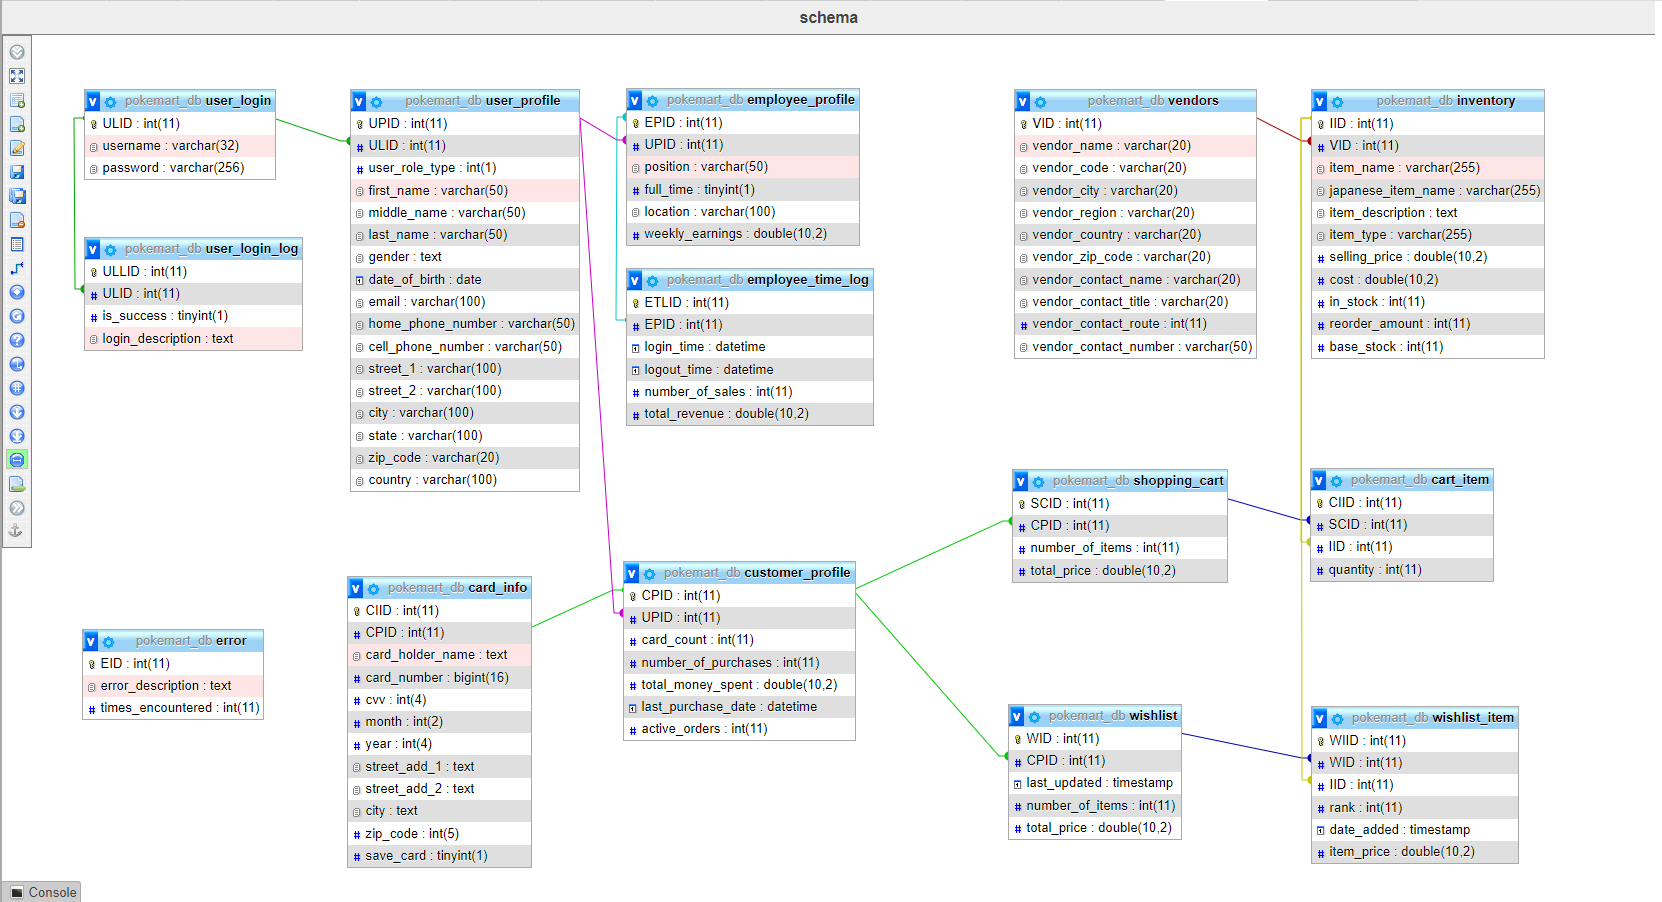 schema
pokemart_db user_login
ULID : int(11)
username : varchar(32)
password : varchar(256)
pokemart_db user_login_log
ULLID : int(11)
ULID : int(11)
is_success : tinyint(1)
login_description : text
pokemart_db user_profile
UPID : int(11)
ULID : int(11)
user_role_type : int(1)
first_name : varchar(50)
middle_name : varchar(50)
last_name : varchar(50)
gender : text
date_of_birth : date
email : varchar(100)
home_phone_number : varchar(50)
cell_phone_number : varchar(50)
street_1 : varchar(100)
street_2 : varchar(100)
city : varchar(100)
state : varchar(100)
zip_code : varchar(20)
country : varchar(100)
pokemart_db employee_profile
EPID : int(11)
UPID : int(11)
position : varchar(50)
full_time : tinyint(1)
location : varchar(100)
weekly_earnings : double(10,2)
pokemart_db employee_time_log
ETLID : int(11)
EPID : int(11)
login_time : datetime
logout_time : datetime
number_of_sales : int(11)
total_revenue : double(10,2)
pokemart_db vendors
VID : int(11)
vendor_name : varchar(20)
vendor_code : varchar(20)
vendor_city : varchar(20)
vendor_region : varchar(20)
vendor_country : varchar(20)
vendor_zip_code : varchar(20)
vendor_contact_name : varchar(20)
vendor_contact_title : varchar(20)
vendor_contact_route : int(11)
vendor_contact_number : varchar(50)
pokemart_db inventory
IID : int(11)
VID : int(11)
item_name : varchar(255)
japanese_item_name : varchar(255)
item_description : text
item_type : varchar(255)
selling_price : double(10,2)
cost : double(10,2)
in_stock : int(11)
reorder_amount : int(11)
base_stock : int(11)
pokemart_db shopping_cart
SCID : int(11)
CPID : int(11)
number_of_items : int(11)
total_price : double(10,2)
pokemart_db cart_item
CIID : int(11)
SCID : int(11)
IID : int(11)
quantity : int(11)
pokemart_db error
EID : int(11)
error_description : text
times_encountered : int(11)
pokemart_db card_info
CIID : int(11)
CPID : int(11)
card_holder_name : text
card_number : bigint(16)
cvv : int(4)
month : int(2)
year : int(4)
street_add_1 : text
street_add_2 : text
city : text
zip_code : int(5)
save_card : tinyint(1)
pokemart_db customer_profile
CPID : int(11)
UPID : int(11)
card_count : int(11)
number_of_purchases : int(11)
total_money_spent : double(10,2)
last_purchase_date : datetime
active_orders : int(11)
pokemart_db wishlist
WID : int(11)
CPID : int(11)
last_updated : timestamp
number_of_items : int(11)
total_price : double(10,2)
pokemart_db wishlist_item
WIID : int(11)
WID : int(11)
IID : int(11)
rank : int(11)
date_added : timestamp
item_price : double(10,2)
Console